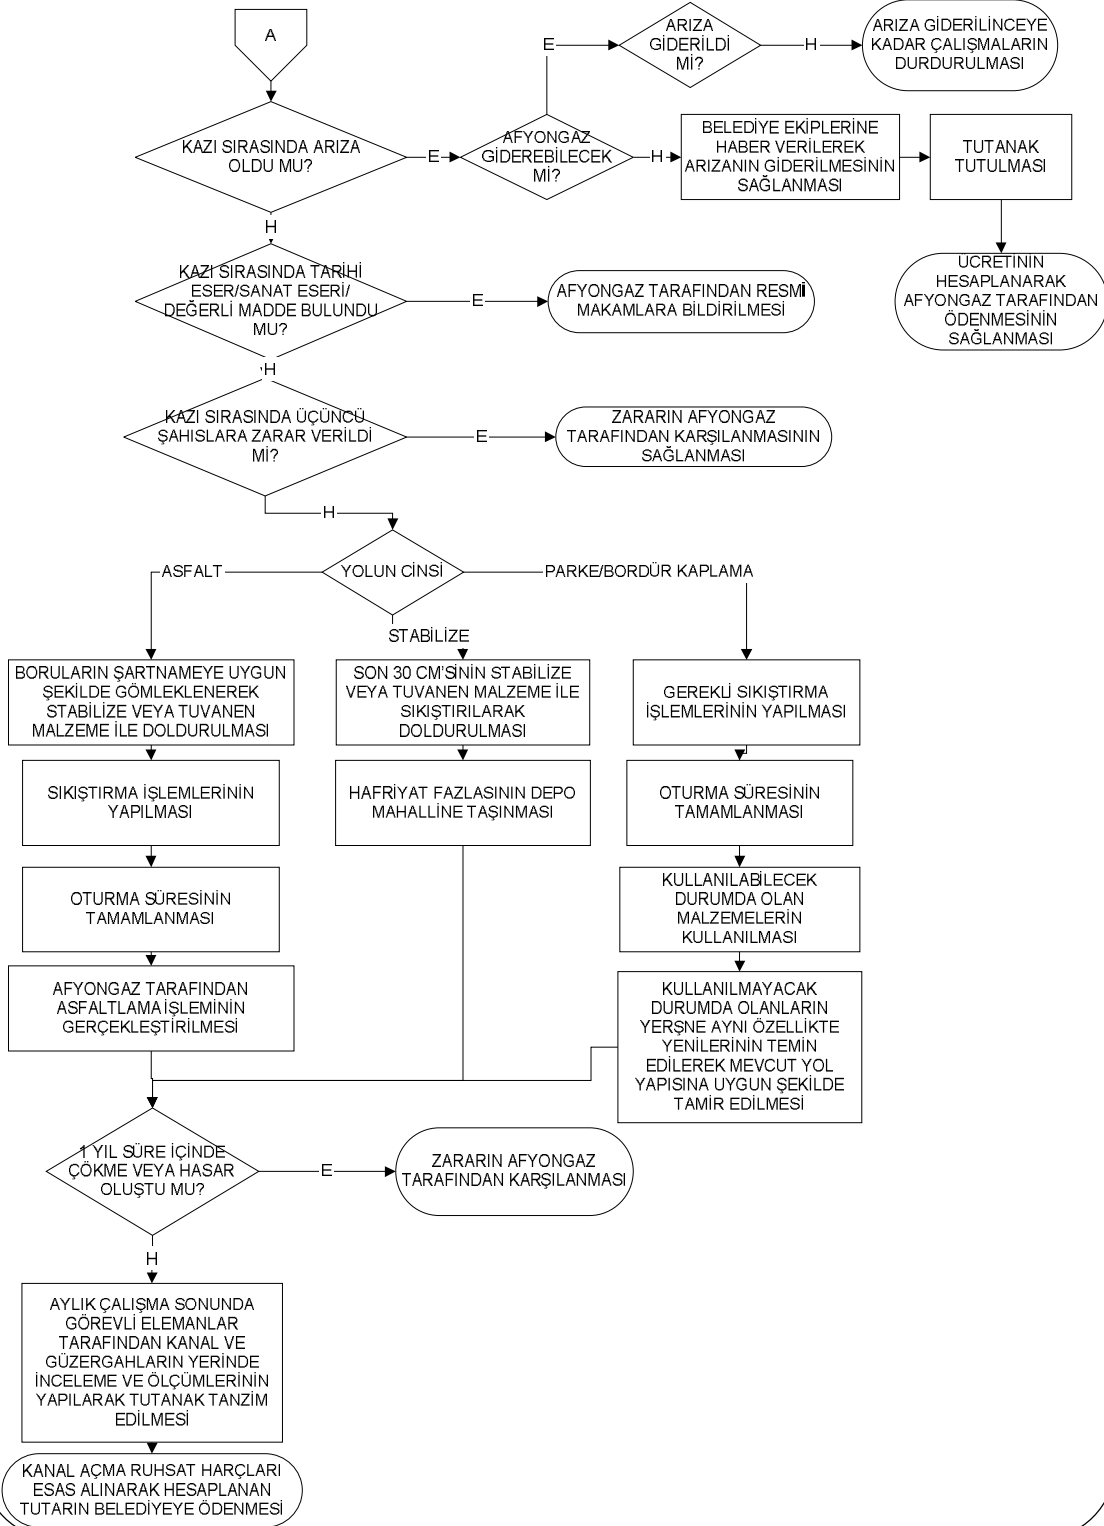 A
KAZI SIRASINDA ARIZA
OLDU MU?
E
AFYONGAZ
GİDEREBİLECEK
Mİ?
E
ARIZA
GİDERİLDİ
Mİ?
H
ARIZA GİDERİLİNCEYE
KADAR ÇALIŞMALARIN
DURDURULMASI
H
BELEDİYE EKİPLERİNE
HABER VERİLEREK
ARIZANIN GİDERİLMESİNİN
SAĞLANMASI
TUTANAK
TUTULMASI
ÜCRETİNİN
HESAPLANARAK
AFYONGAZ TARAFINDAN
ÖDENMESİNİN
SAĞLANMASI
H
KAZI SIRASINDA TARİHİ
ESER/SANAT ESERİ/
DEĞERLİ MADDE BULUNDU
MU?
E
AFYONGAZ TARAFINDAN RESMİ
MAKAMLARA BİLDİRİLMESİ
H
KAZI SIRASINDA ÜÇÜNCÜ
ŞAHISLARA ZARAR VERİLDİ
Mİ?
E
ZARARIN AFYONGAZ
TARAFINDAN KARŞILANMASININ
SAĞLANMASI
H
YOLUN CİNSİ
ASFALT
STABİLİZE
PARKE/BORDÜR KAPLAMA
BORULARIN ŞARTNAMEYE UYGUN
ŞEKİLDE GÖMLEKLENEREK
STABİLİZE VEYA TUVANEN
MALZEME İLE DOLDURULMASI
SIKIŞTIRMA İŞLEMLERİNİN
YAPILMASI
OTURMA SÜRESİNİN
TAMAMLANMASI
AFYONGAZ TARAFINDAN
ASFALTLAMA İŞLEMİNİN
GERÇEKLEŞTİRİLMESİ
SON 30 CM'SİNİN STABİLİZE
VEYA TUVANEN MALZEME İLE
SIKIŞTIRILARAK
DOLDURULMASI
HAFRİYAT FAZLASININ DEPO
MAHALLİNE TAŞINMASI
GEREKLİ SIKIŞTIRMA
İŞLEMLERİNİN YAPILMASI
OTURMA SÜRESİNİN
TAMAMLANMASI
KULLANILABİLECEK
DURUMDA OLAN
MALZEMELERİN
KULLANILMASI
KULLANILMAYACAK
DURUMDA OLANLARIN
YERŞNE AYNI ÖZELLİKTE
YENİLERİNİN TEMİN
EDİLEREK MEVCUT YOL
YAPISINA UYGUN ŞEKİLDE
TAMİR EDİLMESİ
1 YIL SÜRE İÇİNDE
ÇÖKME VEYA HASAR
OLUŞTU MU?
E
ZARARIN AFYONGAZ
TARAFINDAN KARŞILANMASI
H
AYLIK ÇALIŞMA SONUNDA
GÖREVLİ ELEMANLAR
TARAFINDAN KANAL VE
GÜZERGAHLARIN YERİNDE
İNCELEME VE ÖLÇÜMLERİNİN
YAPILARAK TUTANAK TANZİM
EDİLMESİ
KANAL AÇMA RUHSAT HARÇLARI
ESAS ALINARAK HESAPLANAN
TUTARIN BELEDİYEYE ÖDENMESİ